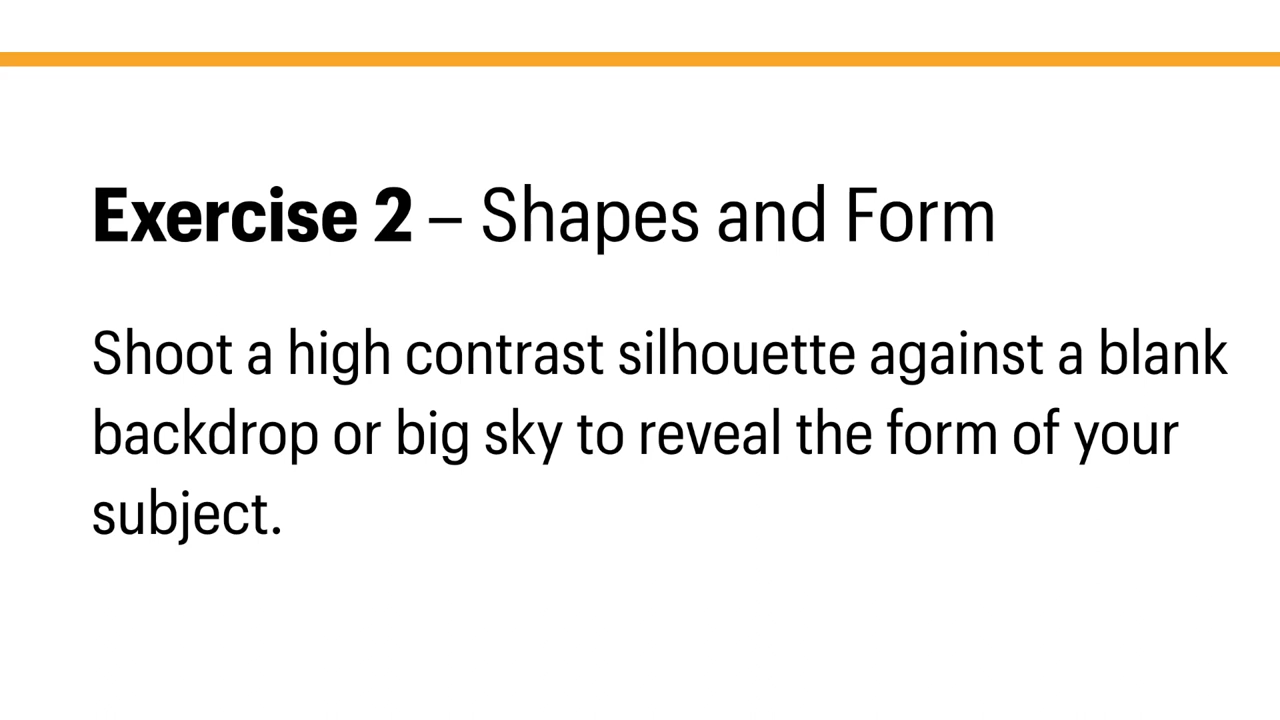 Exercise 2 – Shapes and Form
Shoot a high contrast silhouette against a blank
backdrop or big sky to reveal the form of your
subject.